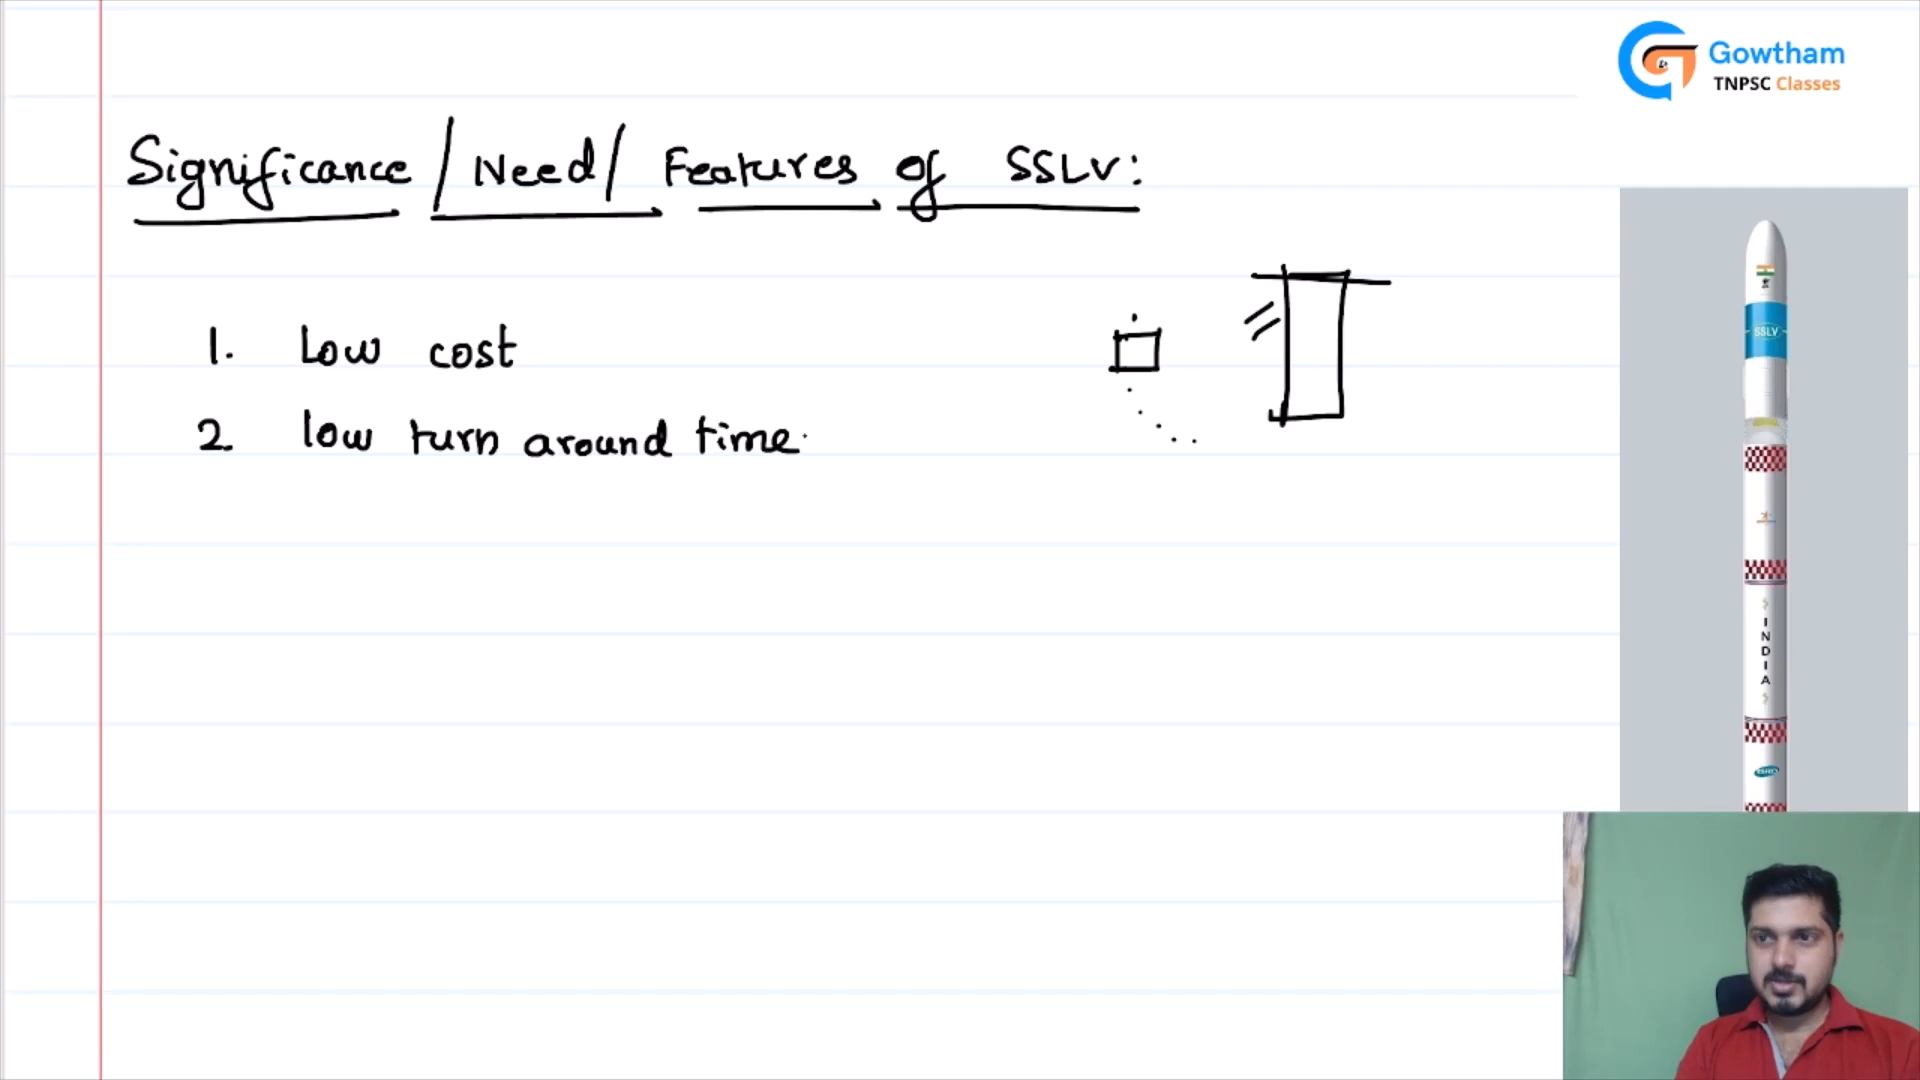 Gowtham
TNPSC Classes
Significance / Need / Features of SSLV:
1. Low cost
2. low turn around time.
SSLV
INDIA